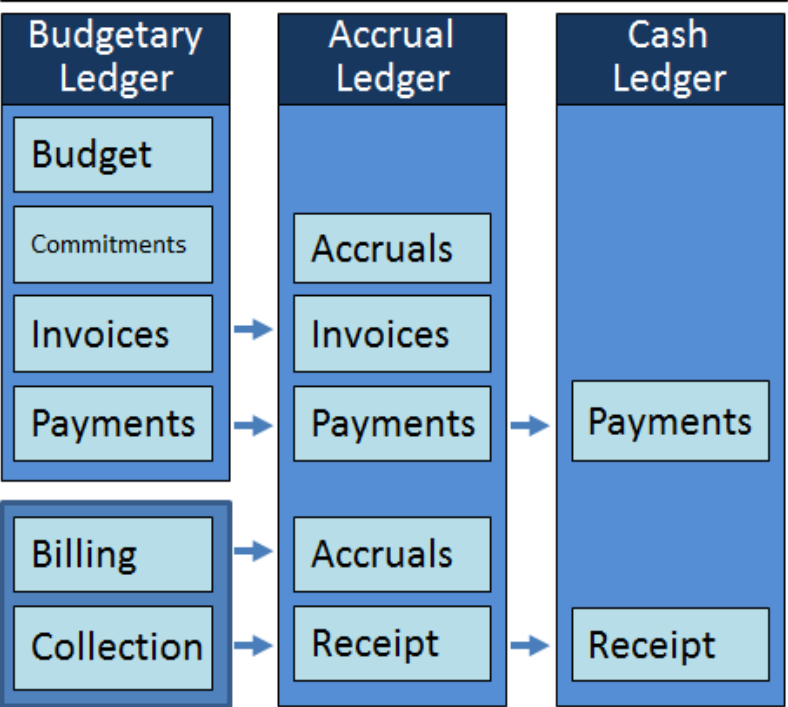 Budgetary
Ledger
Budget
Commitments
Invoices
Payments
Billing
Collection
Accrual
Ledger
Accruals
Invoices
Payments
Accruals
Receipt
Cash
Ledger
Payments
Receipt